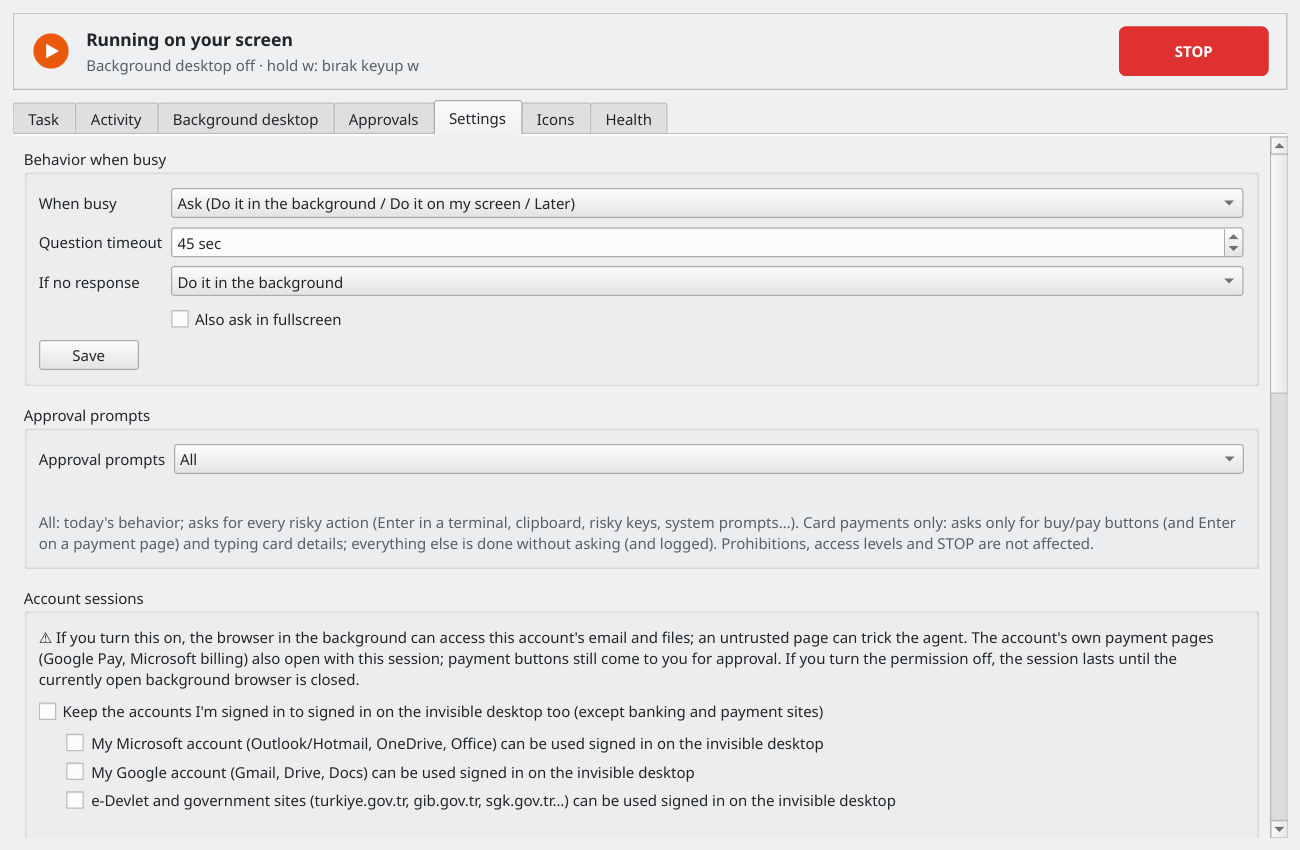 Running on your screen
Background desktop off · hold w: bırak keyup w
STOP
Task
Activity
Background desktop
Approvals
Settings
Icons
Health
Behavior when busy
When busy
Ask (Do it in the background / Do it on my screen / Later)
Question timeout
45 sec
If no response
Do it in the background
Also ask in fullscreen
Save
Approval prompts
Approval prompts
All
All: today's behavior; asks for every risky action (Enter in a terminal, clipboard, risky keys, system prompts…). Card payments only: asks only for buy/pay buttons (and Enter
on a payment page) and typing card details; everything else is done without asking (and logged). Prohibitions, access levels and STOP are not affected.
Account sessions
⚠ If you turn this on, the browser in the background can access this account's email and files; an untrusted page can trick the agent. The account's own payment pages
(Google Pay, Microsoft billing) also open with this session; payment buttons still come to you for approval. If you turn the permission off, the session lasts until the
currently open background browser is closed.
Keep the accounts I'm signed in to signed in on the invisible desktop too (except banking and payment sites)
My Microsoft account (Outlook/Hotmail, OneDrive, Office) can be used signed in on the invisible desktop
My Google account (Gmail, Drive, Docs) can be used signed in on the invisible desktop
e-Devlet and government sites (turkiye.gov.tr, gib.gov.tr, sgk.gov.tr…) can be used signed in on the invisible desktop